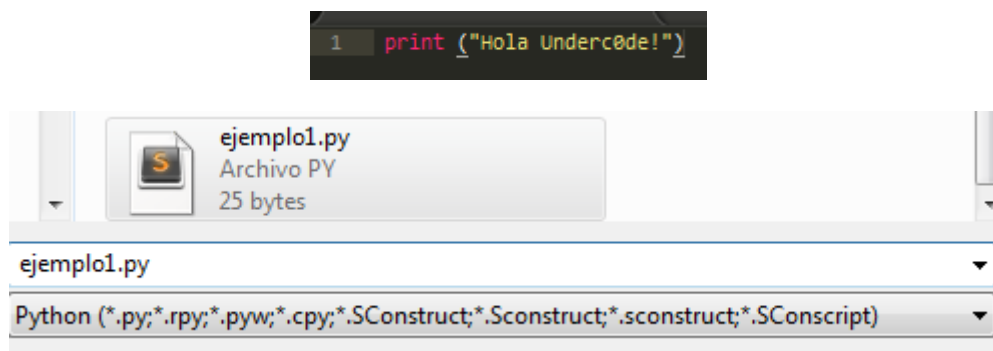 1 print ("Hola Underc0de!")
ejemplo1.py
Archivo PY
25 bytes
ejemplo1.py
Python (*.py;*.rpy;*.pyw;*.cpy;*.SConstruct;*.Sconstruct;*.sconstruct;*.SConscript)